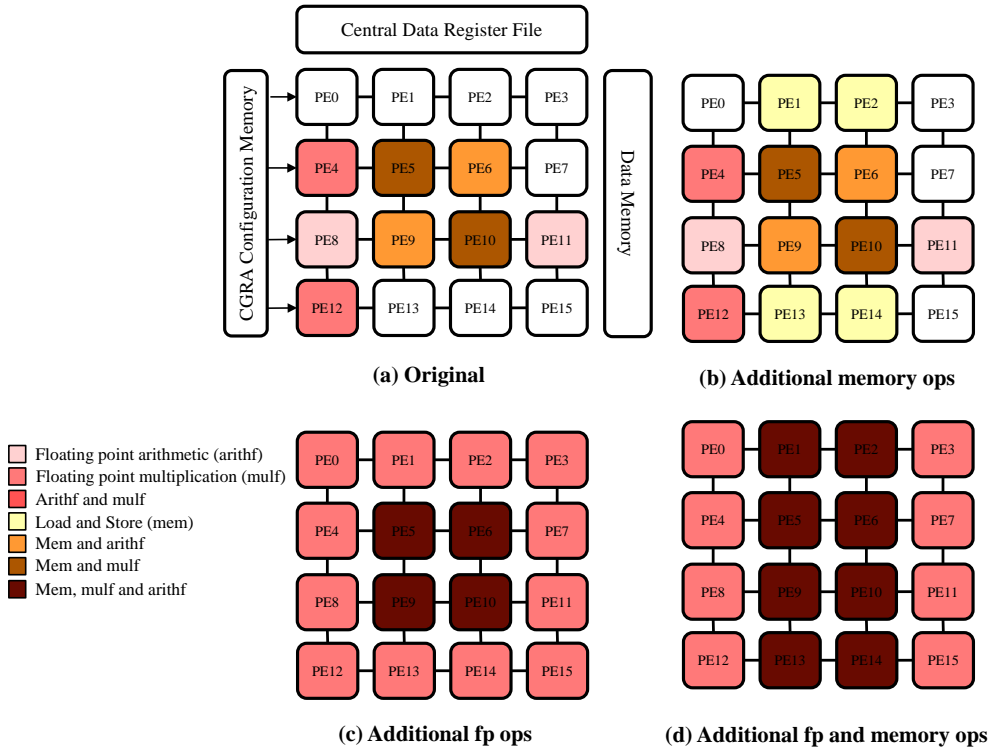 Central Data Register File
CGRA Configuration Memory
PE0 PE1 PE2 PE3
PE4 PE5 PE6 PE7
PE8 PE9 PE10 PE11
PE12 PE13 PE14 PE15
Data Memory
(a) Original
PE0 PE1 PE2 PE3
PE4 PE5 PE6 PE7
PE8 PE9 PE10 PE11
PE12 PE13 PE14 PE15
(b) Additional memory ops
Floating point arithmetic (arithf)
Floating point multiplication (mulf)
Arithf and mulf
Load and Store (mem)
Mem and arithf
Mem and mulf
Mem, mulf and arithf
PE0 PE1 PE2 PE3
PE4 PE5 PE6 PE7
PE8 PE9 PE10 PE11
PE12 PE13 PE14 PE15
(c) Additional fp ops
PE0 PE1 PE2 PE3
PE4 PE5 PE6 PE7
PE8 PE9 PE10 PE11
PE12 PE13 PE14 PE15
(d) Additional fp and memory ops